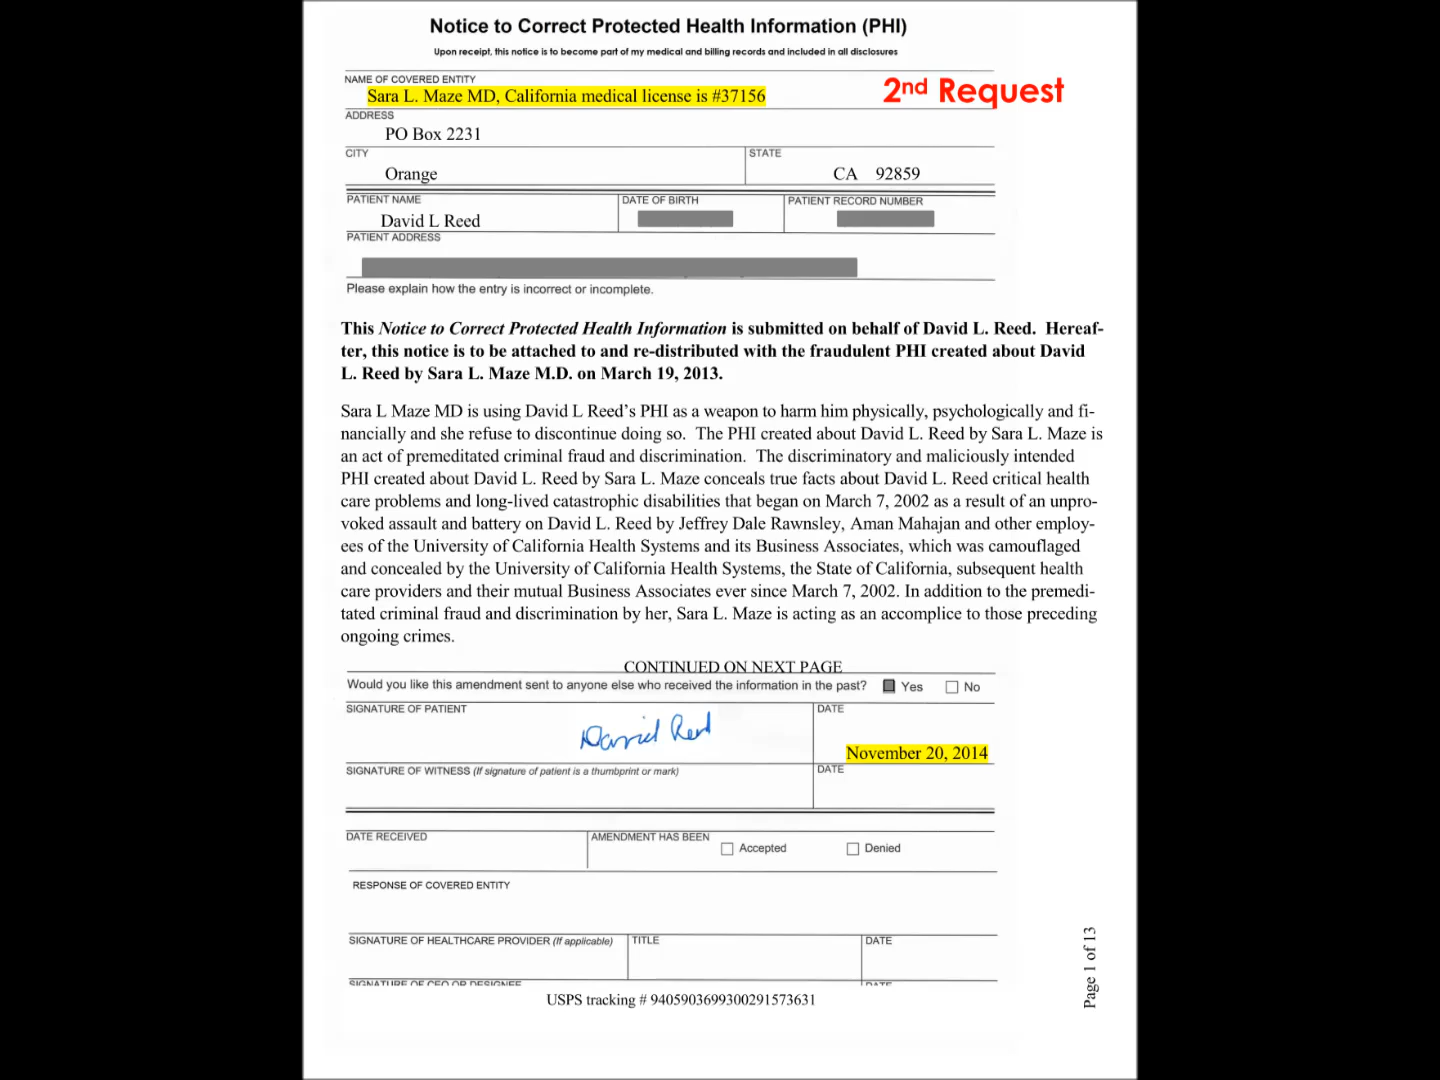 Notice to Correct Protected Health Information (PHI)
Upon receipt, this notice is to become part of my medical and billing records and included in all disclosures
NAME OF COVERED ENTITY
Sara L. Maze MD, California medical license is #37156
2nd Request
ADDRESS
PO Box 2231
CITY
STATE
Orange
CA 92859
PATIENT NAME
DATE OF BIRTH
PATIENT RECORD NUMBER
David L Reed
PATIENT ADDRESS
Please explain how the entry is incorrect or incomplete.
This Notice to Correct Protected Health Information is submitted on behalf of David L. Reed. Hereaf-
ter, this notice is to be attached to and re-distributed with the fraudulent PHI created about David
L. Reed by Sara L. Maze M.D. on March 19, 2013.
Sara L Maze MD is using David L Reed's PHI as a weapon to harm him physically, psychologically and fi-
nancially and she refuse to discontinue doing so. The PHI created about David L. Reed by Sara L. Maze is
an act of premeditated criminal fraud and discrimination. The discriminatory and maliciously intended
PHI created about David L. Reed by Sara L. Maze conceals true facts about David L. Reed critical health
care problems and long-lived catastrophic disabilities that began on March 7, 2002 as a result of an unpro-
voked assault and battery on David L. Reed by Jeffrey Dale Rawnsley, Aman Mahajan and other employ-
ees of the University of California Health Systems and its Business Associates, which was camouflaged
and concealed by the University of California Health Systems, the State of California, subsequent health
care providers and their mutual Business Associates ever since March 7, 2002. In addition to the premedi-
tated criminal fraud and discrimination by her, Sara L. Maze is acting as an accomplice to those preceding
ongoing crimes.
CONTINUED ON NEXT PAGE
Would you like this amendment sent to anyone else who received the information in the past? Yes No
SIGNATURE OF PATIENT
DATE
David Reed
November 20, 2014
SIGNATURE OF WITNESS (If signature of patient is a thumbprint or mark)
DATE
DATE RECEIVED
AMENDMENT HAS BEEN
Accepted
Denied
RESPONSE OF COVERED ENTITY
SIGNATURE OF HEALTHCARE PROVIDER (If applicable)
TITLE
DATE
SIGNATURE OF CEO OR DESIGNEE
DATE
USPS tracking # 9405903699300291573631
Page 1 of 13